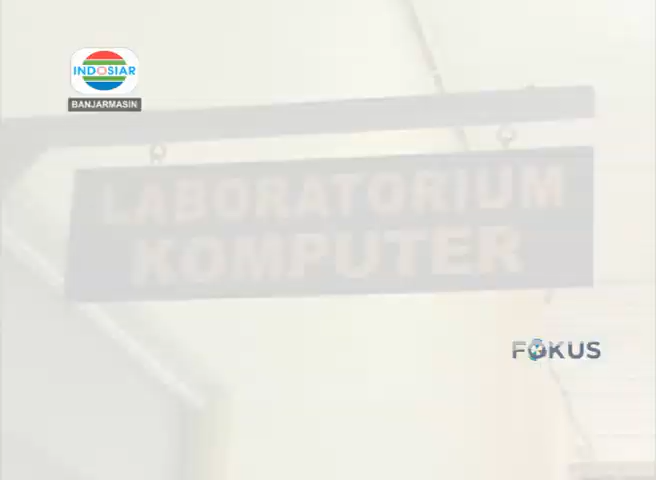 INDOSIAR
BANJARMASIN
LABORATORIUM
KOMPUTER
FOKUS